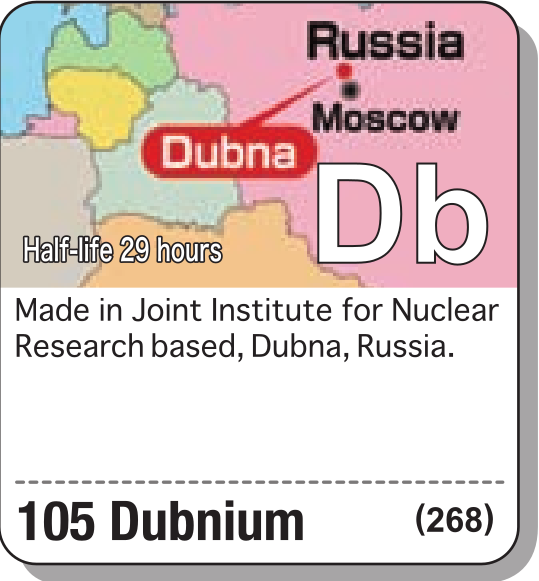 Russia
Moscow
Dubna
Db
Half-life 29 hours
Made in Joint Institute for Nuclear
Research based, Dubna, Russia.
105 Dubnium (268)